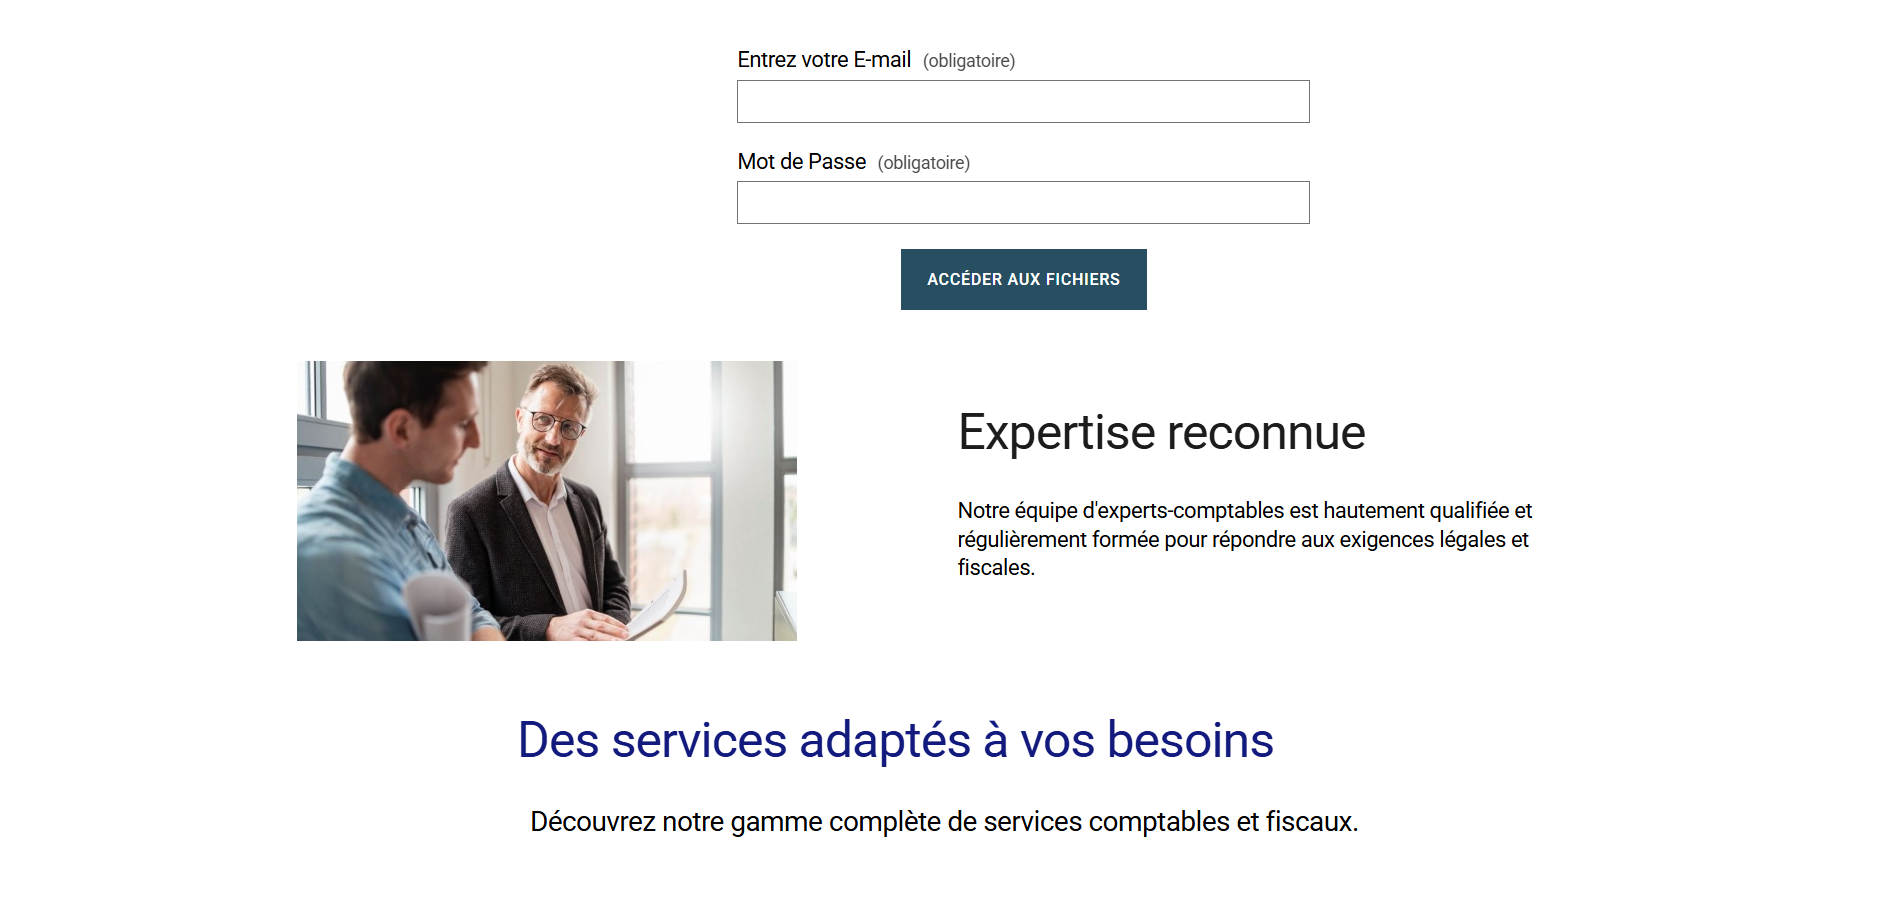 Entrez votre E-mail (obligatoire)
Mot de Passe (obligatoire)
ACCÉDER AUX FICHIERS
Expertise reconnue
Notre équipe d'experts-comptables est hautement qualifiée et
régulièrement formée pour répondre aux exigences légales et
fiscales.
Des services adaptés à vos besoins
Découvrez notre gamme complète de services comptables et fiscaux.